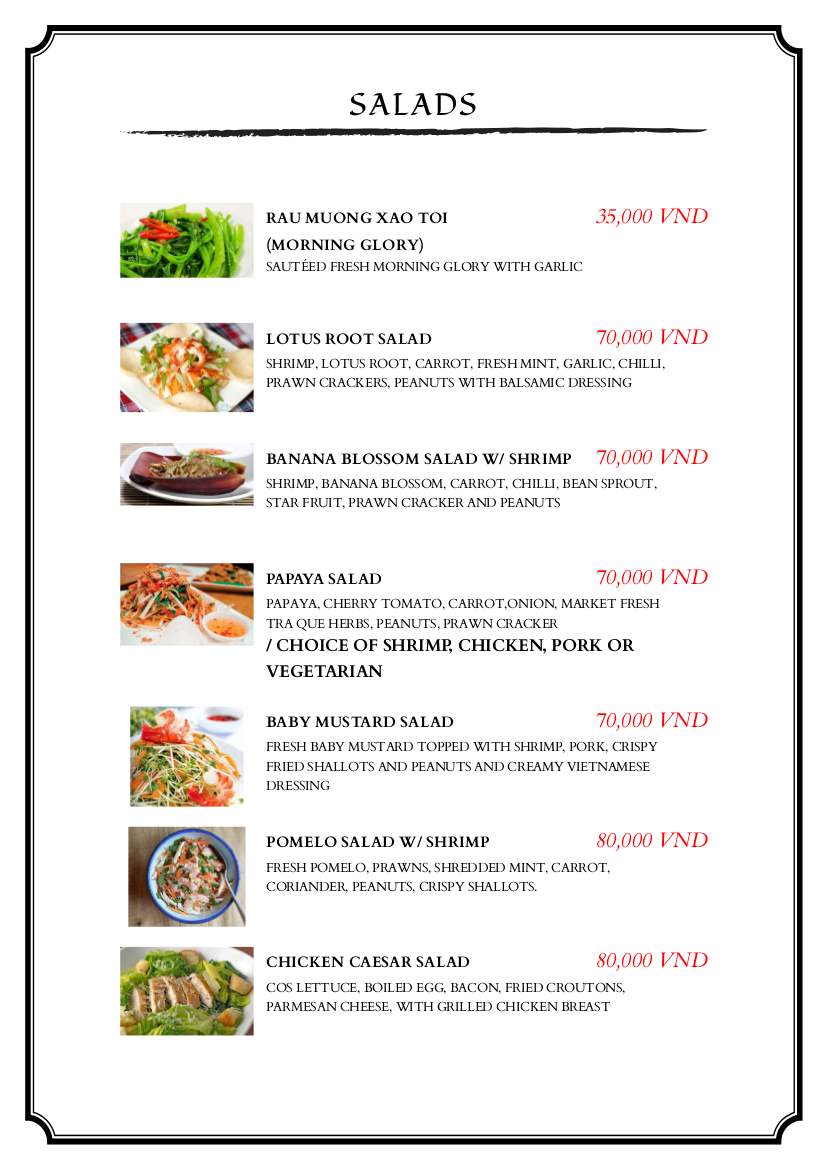 SALADS
RAU MUONG XAO TOI 35,000 VND
(MORNING GLORY)
SAUTÉED FRESH MORNING GLORY WITH GARLIC
LOTUS ROOT SALAD 70,000 VND
SHRIMP, LOTUS ROOT, CARROT, FRESH MINT, GARLIC, CHILLI,
PRAWN CRACKERS, PEANUTS WITH BALSAMIC DRESSING
BANANA BLOSSOM SALAD W/ SHRIMP 70,000 VND
SHRIMP, BANANA BLOSSOM, CARROT, CHILLI, BEAN SPROUT,
STAR FRUIT, PRAWN CRACKER AND PEANUTS
PAPAYA SALAD 70,000 VND
PAPAYA, CHERRY TOMATO, CARROT,ONION, MARKET FRESH
TRA QUE HERBS, PEANUTS, PRAWN CRACKER
/ CHOICE OF SHRIMP, CHICKEN, PORK OR
VEGETARIAN
BABY MUSTARD SALAD 70,000 VND
FRESH BABY MUSTARD TOPPED WITH SHRIMP, PORK, CRISPY
FRIED SHALLOTS AND PEANUTS AND CREAMY VIETNAMESE
DRESSING
POMELO SALAD W/ SHRIMP 80,000 VND
FRESH POMELO, PRAWNS, SHREDDED MINT, CARROT,
CORIANDER, PEANUTS, CRISPY SHALLOTS.
CHICKEN CAESAR SALAD 80,000 VND
COS LETTUCE, BOILED EGG, BACON, FRIED CROUTONS,
PARMESAN CHEESE, WITH GRILLED CHICKEN BREAST